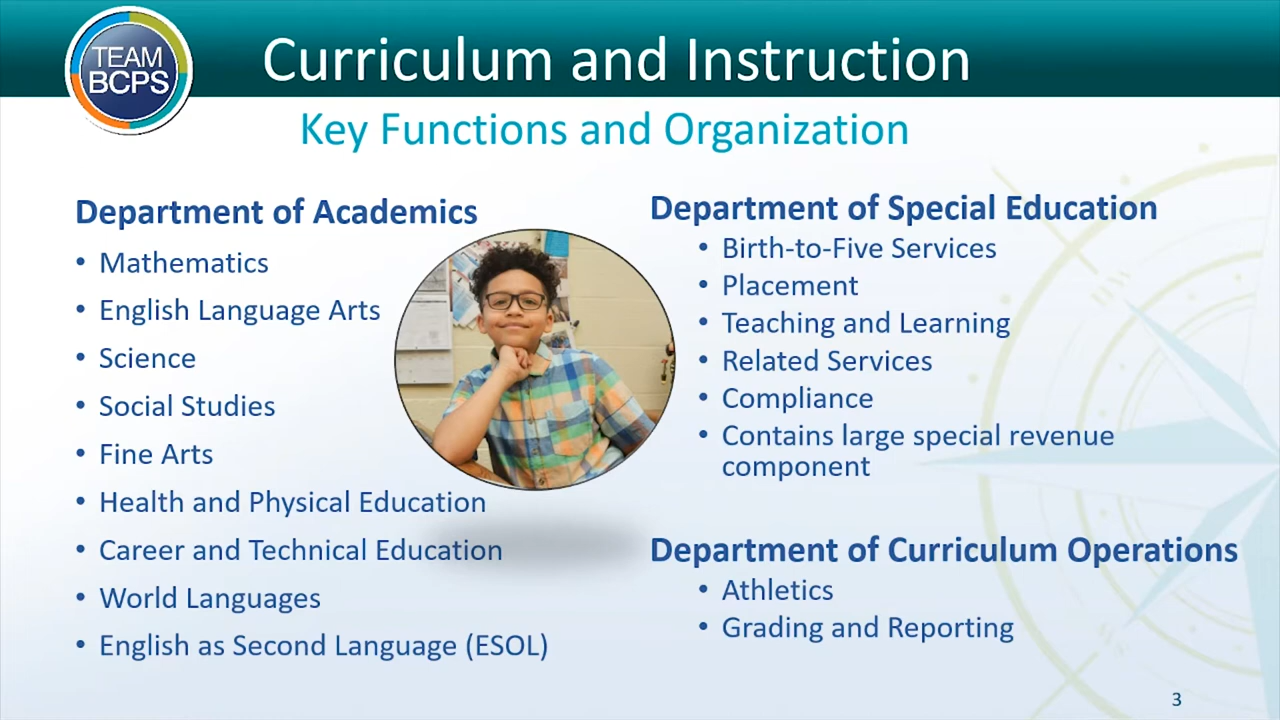 TEAM
BCPS
Curriculum and Instruction
Key Functions and Organization
Department of Academics
• Mathematics
• English Language Arts
• Science
• Social Studies
• Fine Arts
• Health and Physical Education
• Career and Technical Education
• World Languages
• English as Second Language (ESOL)
Department of Special Education
• Birth-to-Five Services
• Placement
• Teaching and Learning
• Related Services
• Compliance
• Contains large special revenue
component
Department of Curriculum Operations
• Athletics
• Grading and Reporting
3